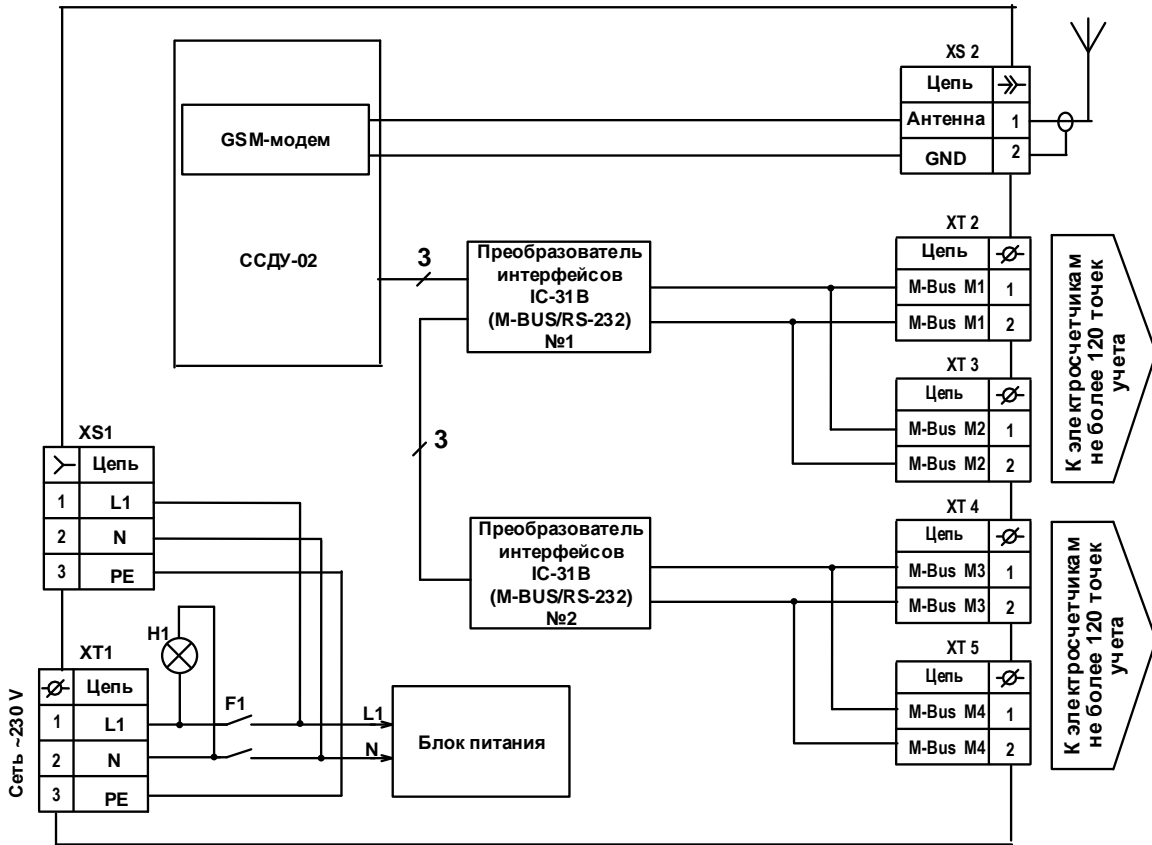 XS 2
Цепь
Антенна 1
GND 2
GSM-модем
ССДУ-02
3
Преобразователь
интерфейсов
IC-31B
(M-BUS/RS-232)
№1
XT 2
Цепь
M-Bus M1 1
M-Bus M1 2
XT 3
Цепь
M-Bus M2 1
M-Bus M2 2
К электросчетчикам
не более 120 точек
учета
3
Преобразователь
интерфейсов
IC-31B
(M-BUS/RS-232)
№2
XT 4
Цепь
M-Bus M3 1
M-Bus M3 2
XT 5
Цепь
M-Bus M4 1
M-Bus M4 2
К электросчетчикам
не более 120 точек
учета
XS1
Цепь
1 L1
2 N
3 PE
H1
XT1
Цепь
1 L1
2 N
3 PE
Сеть ~230 V
F1
L1
N
Блок питания